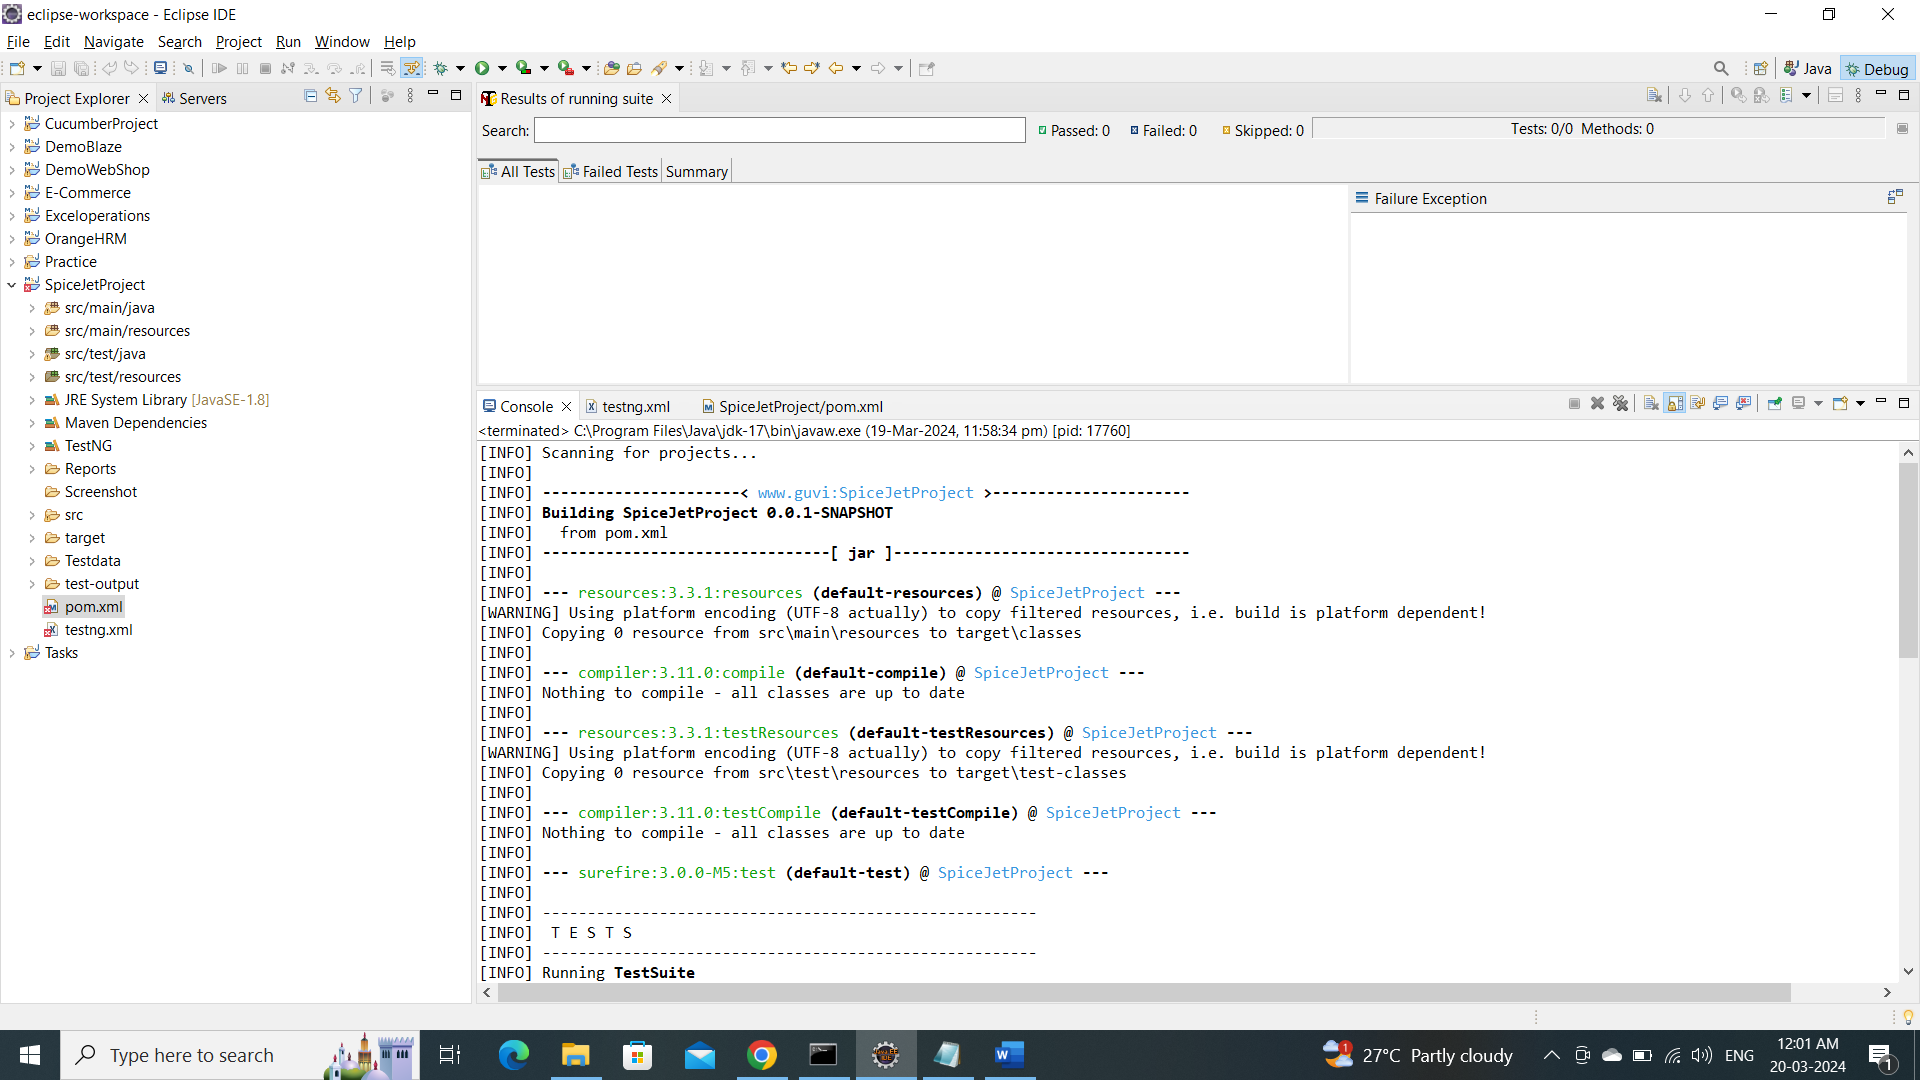 eclipse-workspace - Eclipse IDE
File Edit Navigate Search Project Run Window Help
Java Debug
Project Explorer Servers
CucumberProject
DemoBlaze
DemoWebShop
E-Commerce
Exceloperations
OrangeHRM
Practice
SpiceJetProject
src/main/java
src/main/resources
src/test/java
src/test/resources
JRE System Library [JavaSE-1.8]
Maven Dependencies
TestNG
Reports
Screenshot
src
target
Testdata
test-output
pom.xml
testng.xml
Tasks
Results of running suite
Search: Passed: 0 Failed: 0 Skipped: 0 Tests: 0/0 Methods: 0
All Tests Failed Tests Summary
Failure Exception
Console testng.xml SpiceJetProject/pom.xml
<terminated> C:\Program Files\Java\jdk-17\bin\javaw.exe (19-Mar-2024, 11:58:34 pm) [pid: 17760]
[INFO] Scanning for projects...
[INFO]
[INFO] ----------------------< www.guvi:SpiceJetProject >----------------------
[INFO] Building SpiceJetProject 0.0.1-SNAPSHOT
[INFO]   from pom.xml
[INFO] --------------------------------[ jar ]---------------------------------
[INFO]
[INFO] --- resources:3.3.1:resources (default-resources) @ SpiceJetProject ---
[WARNING] Using platform encoding (UTF-8 actually) to copy filtered resources, i.e. build is platform dependent!
[INFO] Copying 0 resource from src\main\resources to target\classes
[INFO]
[INFO] --- compiler:3.11.0:compile (default-compile) @ SpiceJetProject ---
[INFO] Nothing to compile - all classes are up to date
[INFO]
[INFO] --- resources:3.3.1:testResources (default-testResources) @ SpiceJetProject ---
[WARNING] Using platform encoding (UTF-8 actually) to copy filtered resources, i.e. build is platform dependent!
[INFO] Copying 0 resource from src\test\resources to target\test-classes
[INFO]
[INFO] --- compiler:3.11.0:testCompile (default-testCompile) @ SpiceJetProject ---
[INFO] Nothing to compile - all classes are up to date
[INFO]
[INFO] --- surefire:3.0.0-M5:test (default-test) @ SpiceJetProject ---
[INFO]
[INFO] -------------------------------------------------------
[INFO]  T E S T S
[INFO] -------------------------------------------------------
[INFO] Running TestSuite
Type here to search
27°C Partly cloudy
ENG
12:01 AM
20-03-2024
1